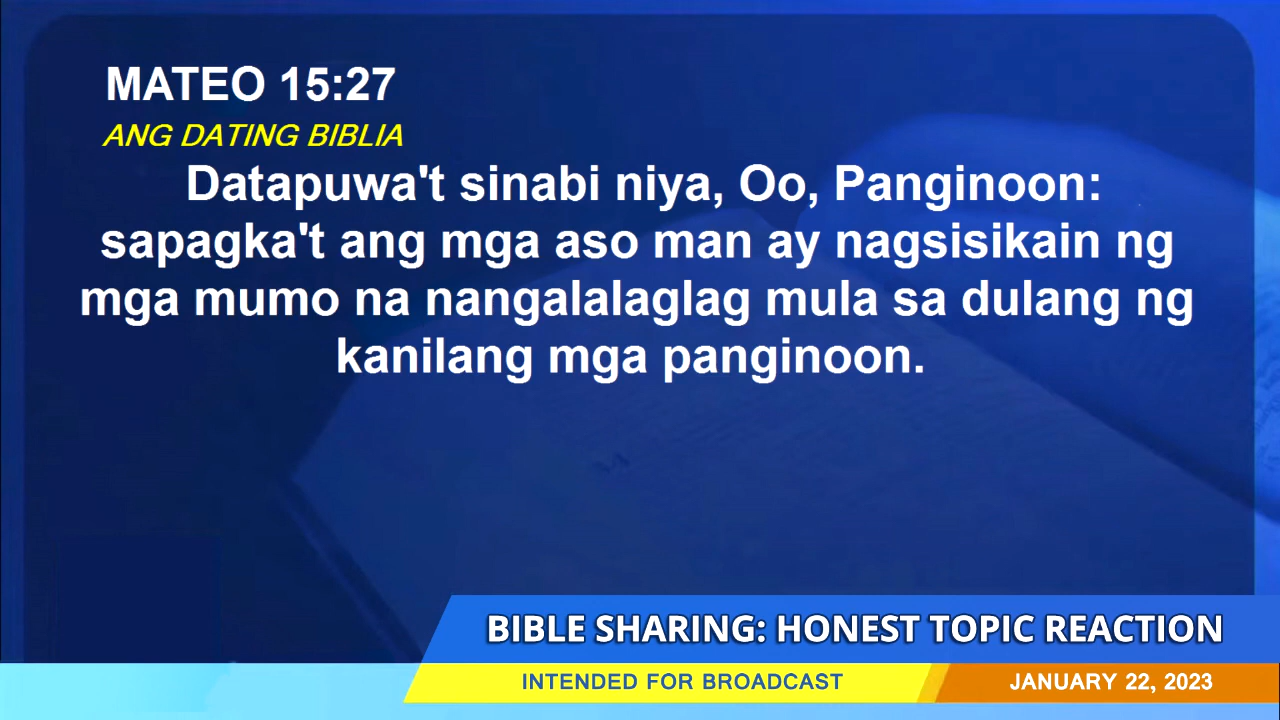 MATEO 15:27
ANG DATING BIBLIA
Datapuwa't sinabi niya, Oo, Panginoon:
sapagka't ang mga aso man ay nagsisikain ng
mga mumo na nangalalaglag mula sa dulang ng
kanilang mga panginoon.
BIBLE SHARING: HONEST TOPIC REACTION
INTENDED FOR BROADCAST
JANUARY 22, 2023